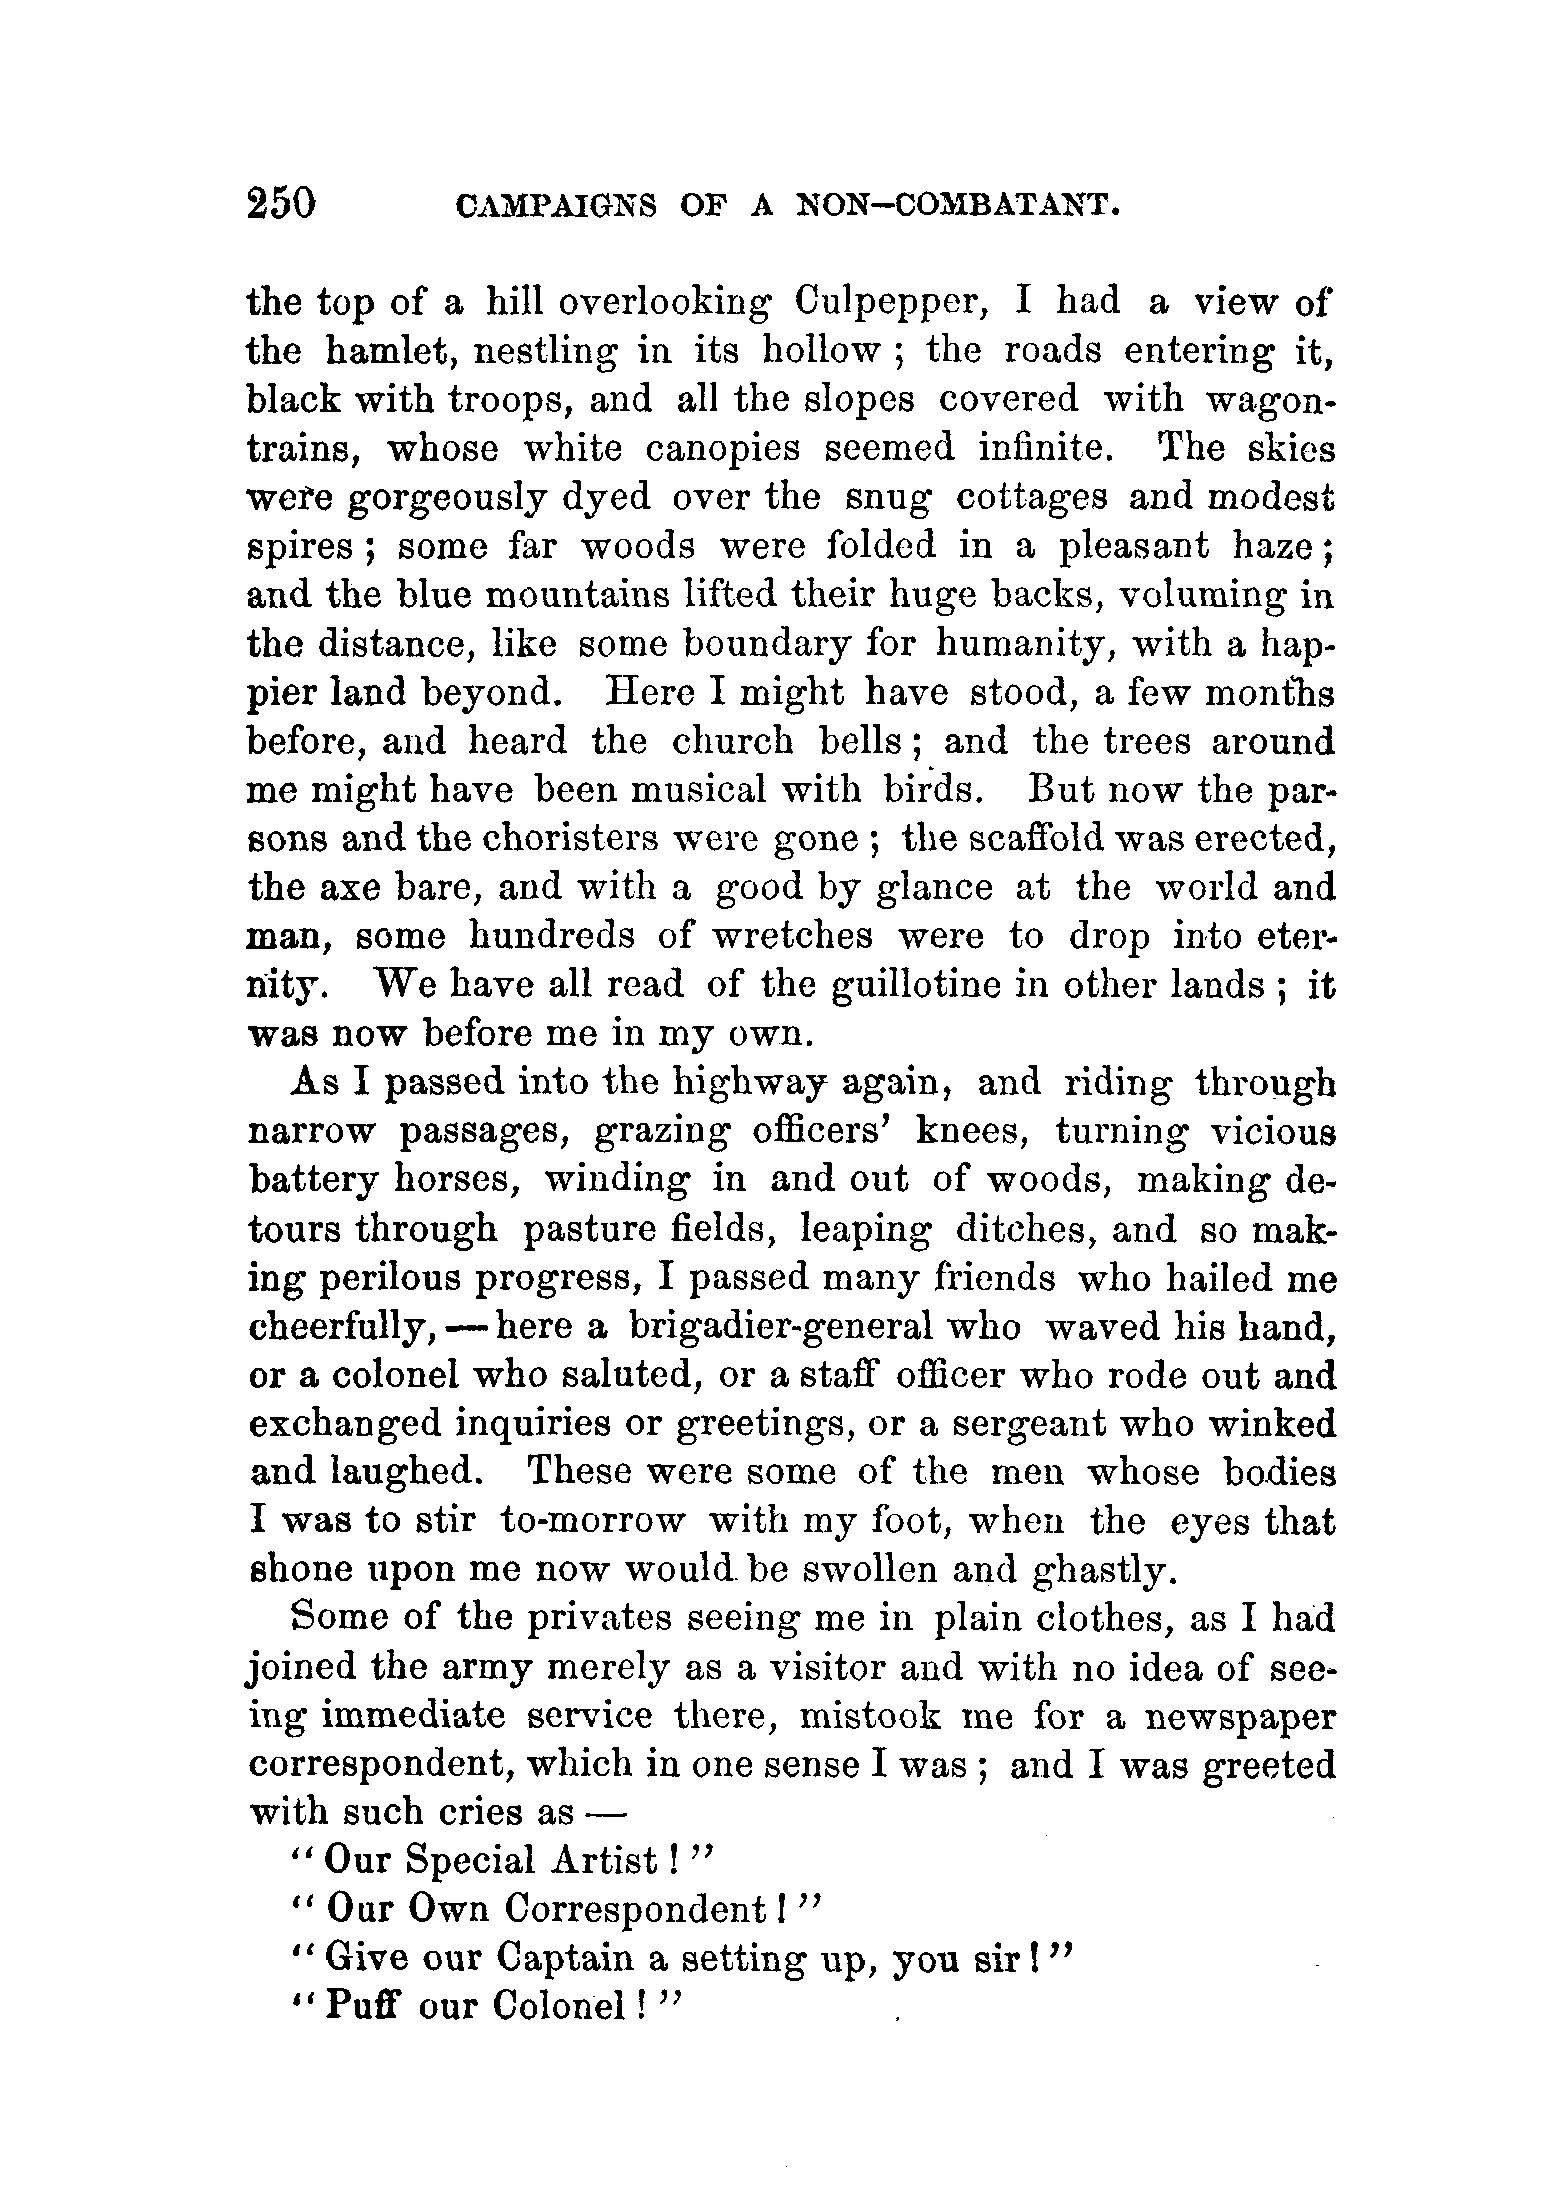 250 CAMPAIGNS OF A NON-COMBATANT.
the top of a hill overlooking Culpepper, I had a view of
the hamlet, nestling in its hollow ; the roads entering it,
black with troops, and all the slopes covered with wagon-
trains, whose white canopies seemed infinite. The skies
were gorgeously dyed over the snug cottages and modest
spires ; some far woods were folded in a pleasant haze ;
and the blue mountains lifted their huge backs, voluming in
the distance, like some boundary for humanity, with a hap-
pier land beyond. Here I might have stood, a few months
before, and heard the church bells ; and the trees around
me might have been musical with birds. But now the par-
sons and the choristers were gone ; the scaffold was erected,
the axe bare, and with a good by glance at the world and
man, some hundreds of wretches were to drop into eter-
nity. We have all read of the guillotine in other lands ; it
was now before me in my own.
As I passed into the highway again, and riding through
narrow passages, grazing officers' knees, turning vicious
battery horses, winding in and out of woods, making de-
tours through pasture fields, leaping ditches, and so mak-
ing perilous progress, I passed many friends who hailed me
cheerfully, — here a brigadier-general who waved his hand,
or a colonel who saluted, or a staff officer who rode out and
exchanged inquiries or greetings, or a sergeant who winked
and laughed. These were some of the men whose bodies
I was to stir to-morrow with my foot, when the eyes that
shone upon me now would be swollen and ghastly.
Some of the privates seeing me in plain clothes, as I had
joined the army merely as a visitor and with no idea of see-
ing immediate service there, mistook me for a newspaper
correspondent, which in one sense I was ; and I was greeted
with such cries as —
" Our Special Artist ! "
" Our Own Correspondent ! "
" Give our Captain a setting up, you sir ! "
" Puff our Colonel ! "